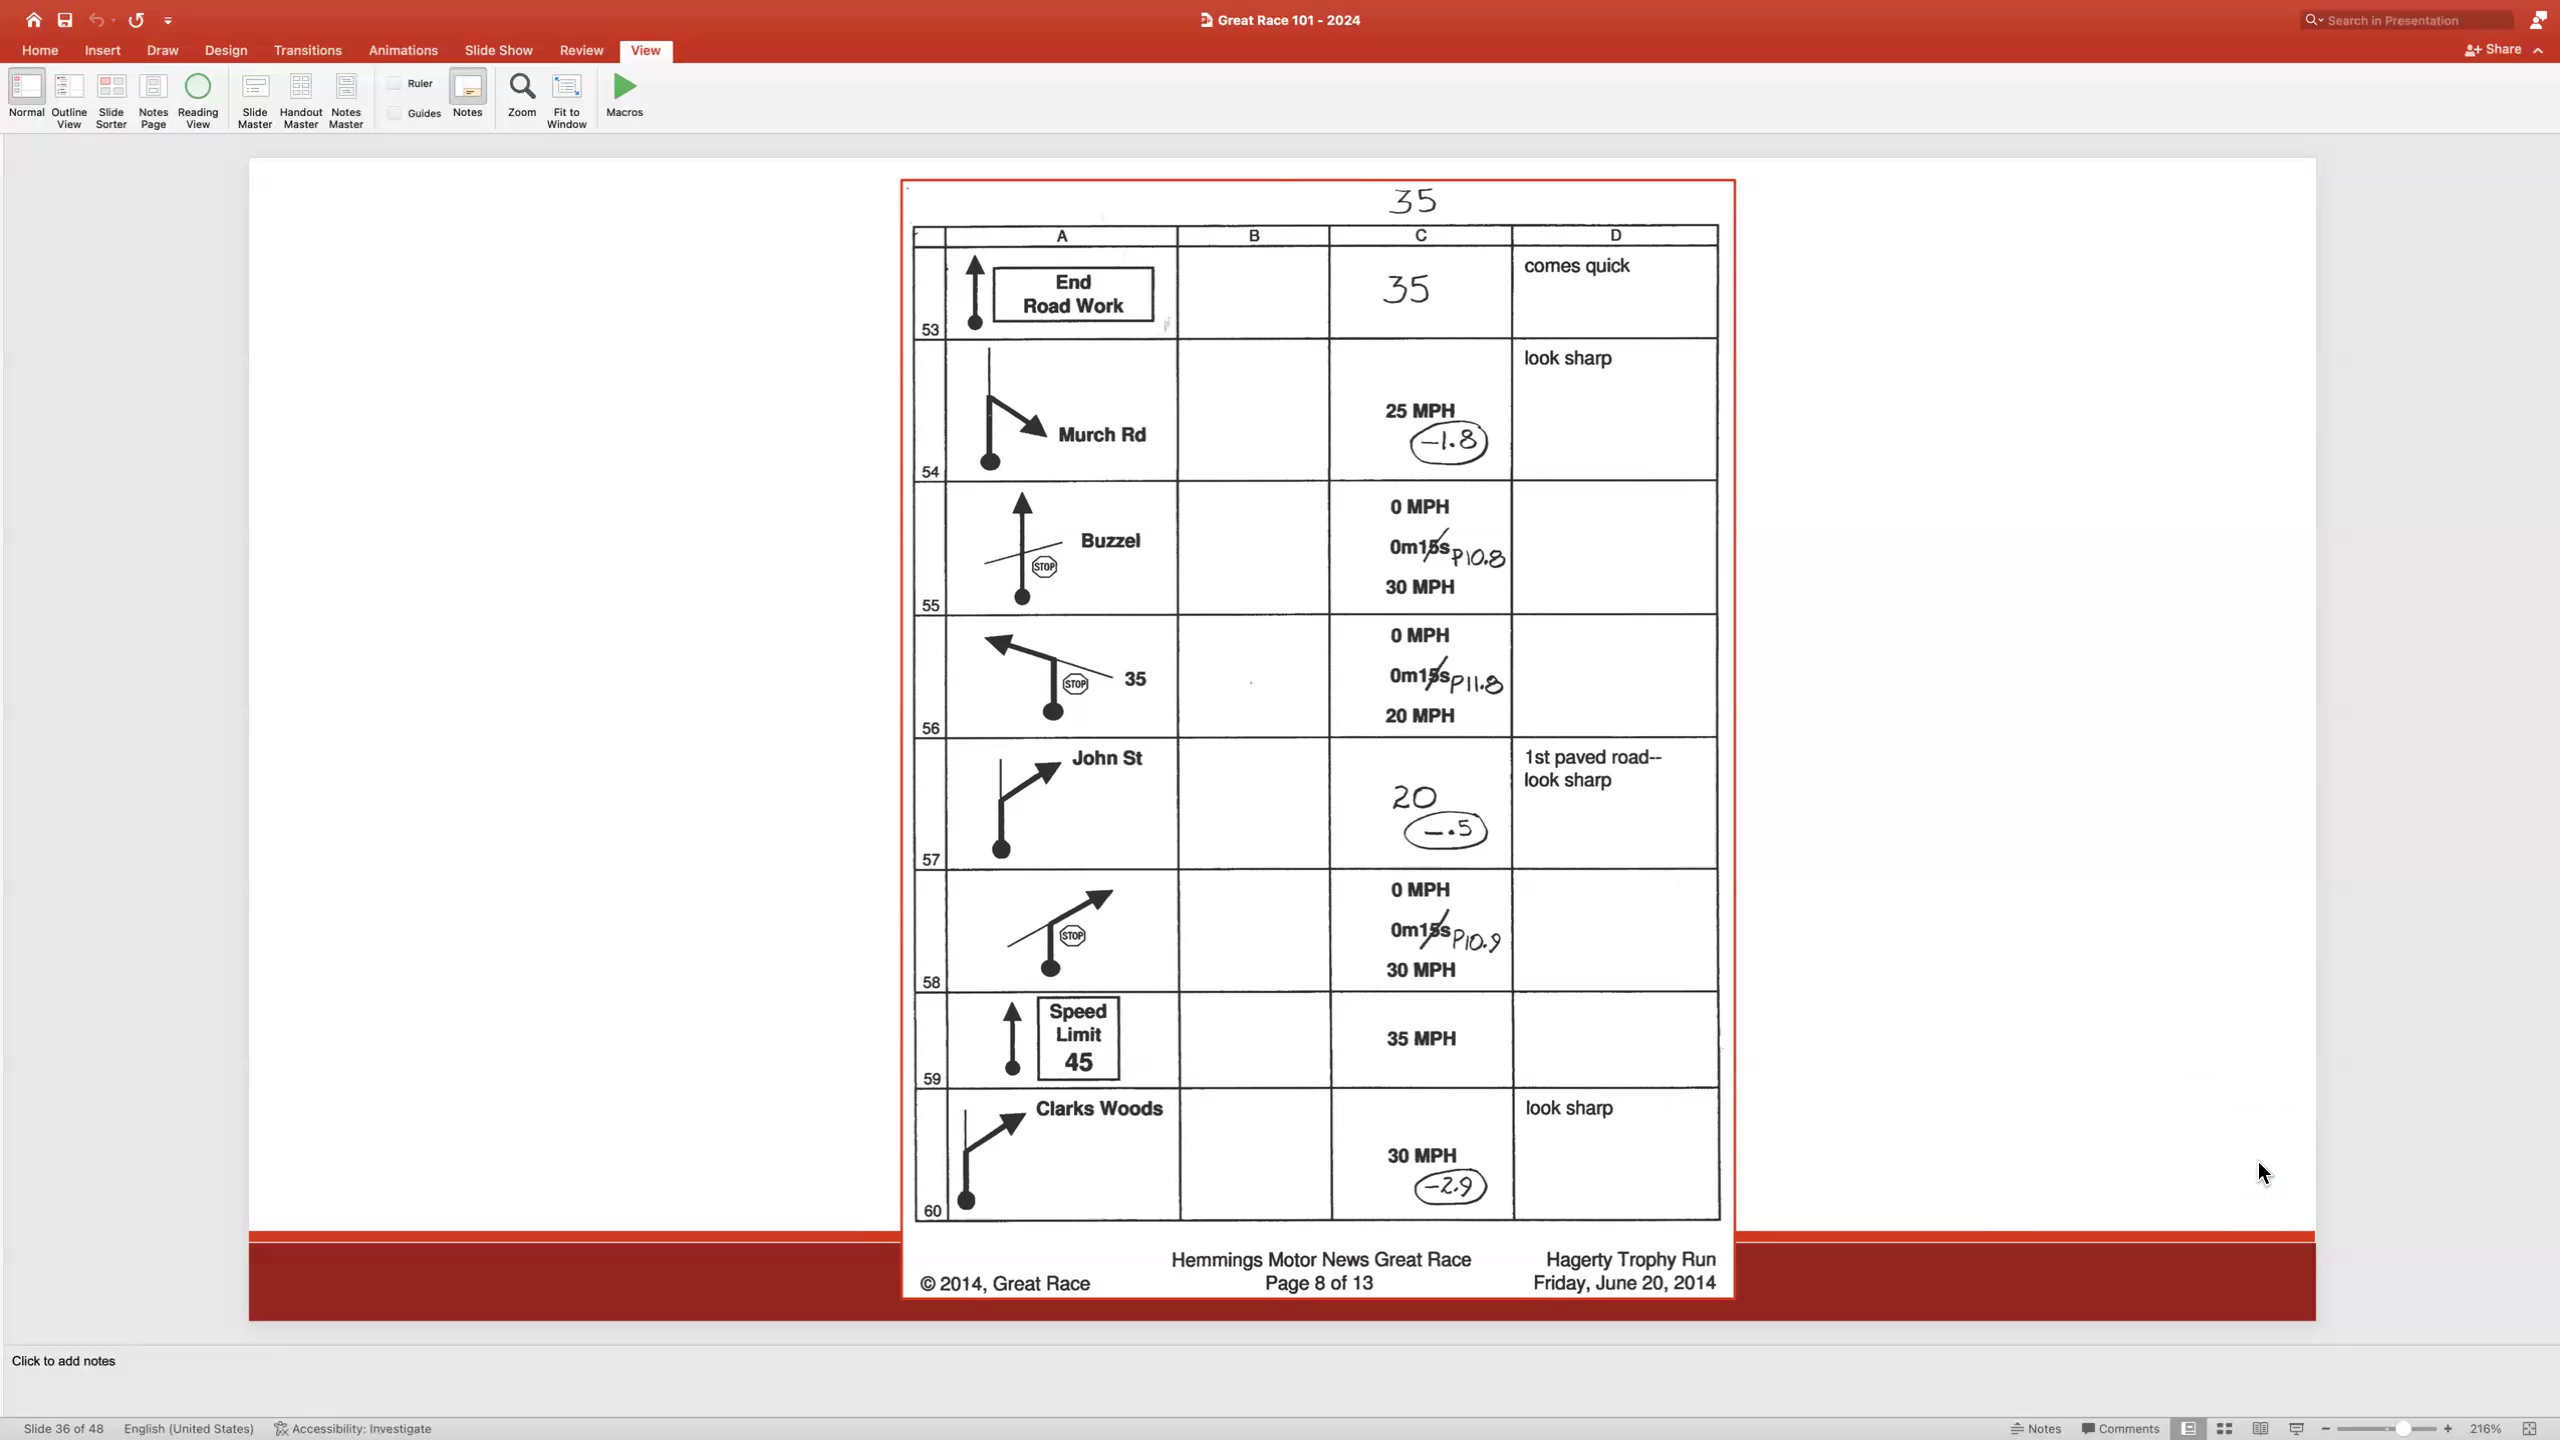 Great Race 101 - 2024
Search in Presentation
Home Insert Draw Design Transitions Animations Slide Show Review View
Share
Ruler
Guides
Normal Outline View Slide Sorter Notes Page Reading View Slide Master Handout Master Notes Master Notes Zoom Fit to Window Macros
35
A B C D
53
End
Road Work
35
comes quick
54
Murch Rd
25 MPH
-1.8
look sharp
55
Buzzel
STOP
0 MPH
0m15s P10.8
30 MPH
56
STOP
35
0 MPH
0m15s P11.8
20 MPH
57
John St
20
-.5
1st paved road--
look sharp
58
STOP
0 MPH
0m15s P10.9
30 MPH
59
Speed
Limit
45
35 MPH
60
Clarks Woods
30 MPH
-2.9
look sharp
Hemmings Motor News Great Race Hagerty Trophy Run
© 2014, Great Race Page 8 of 13 Friday, June 20, 2014
Click to add notes
Slide 36 of 48 English (United States) Accessibility: Investigate Notes Comments 216%